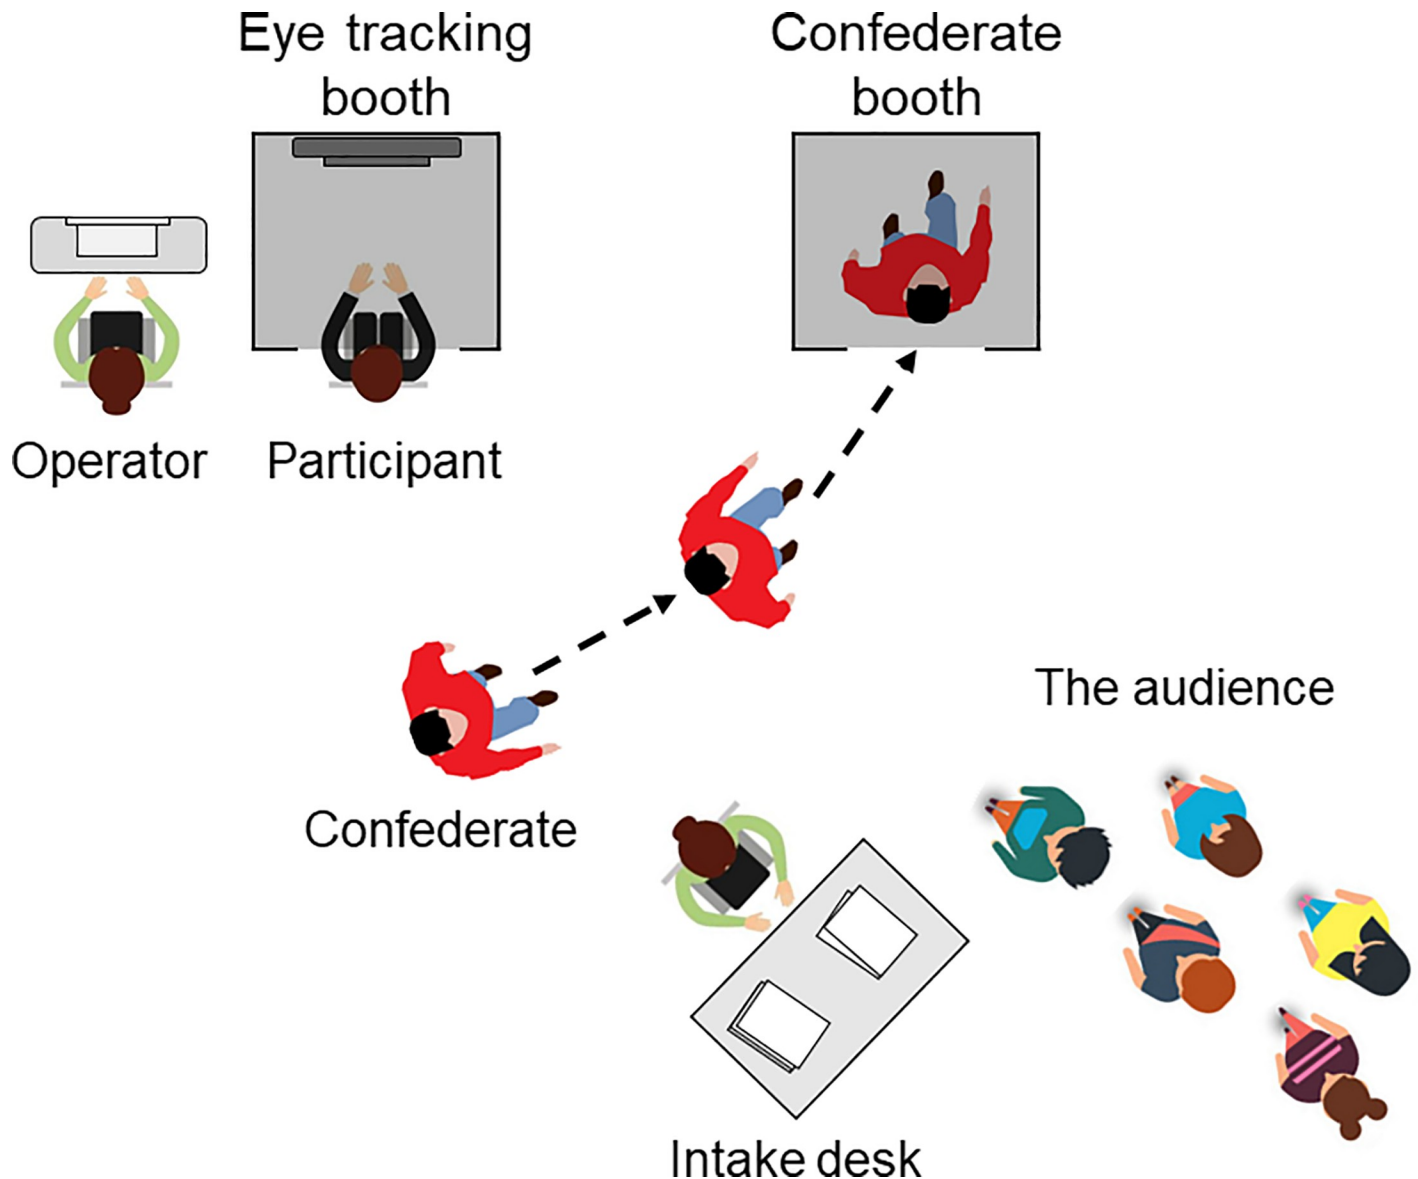 Eye tracking
booth
Confederate
booth
Operator
Participant
The audience
Confederate
Intake desk